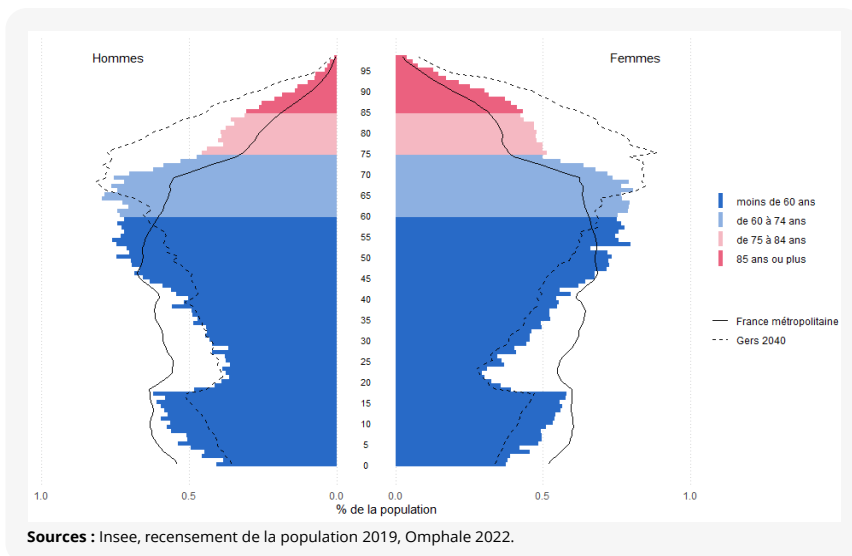 Hommes
Femmes
95
90
85
80
75
70
65
60
55
50
45
40
35
30
25
20
15
10
5
0
moins de 60 ans
de 60 à 74 ans
de 75 à 84 ans
85 ans ou plus
France métropolitaine
Gers 2040
1.0 0.5 0.0 0.0 0.5 1.0
% de la population
Sources : Insee, recensement de la population 2019, Omphale 2022.